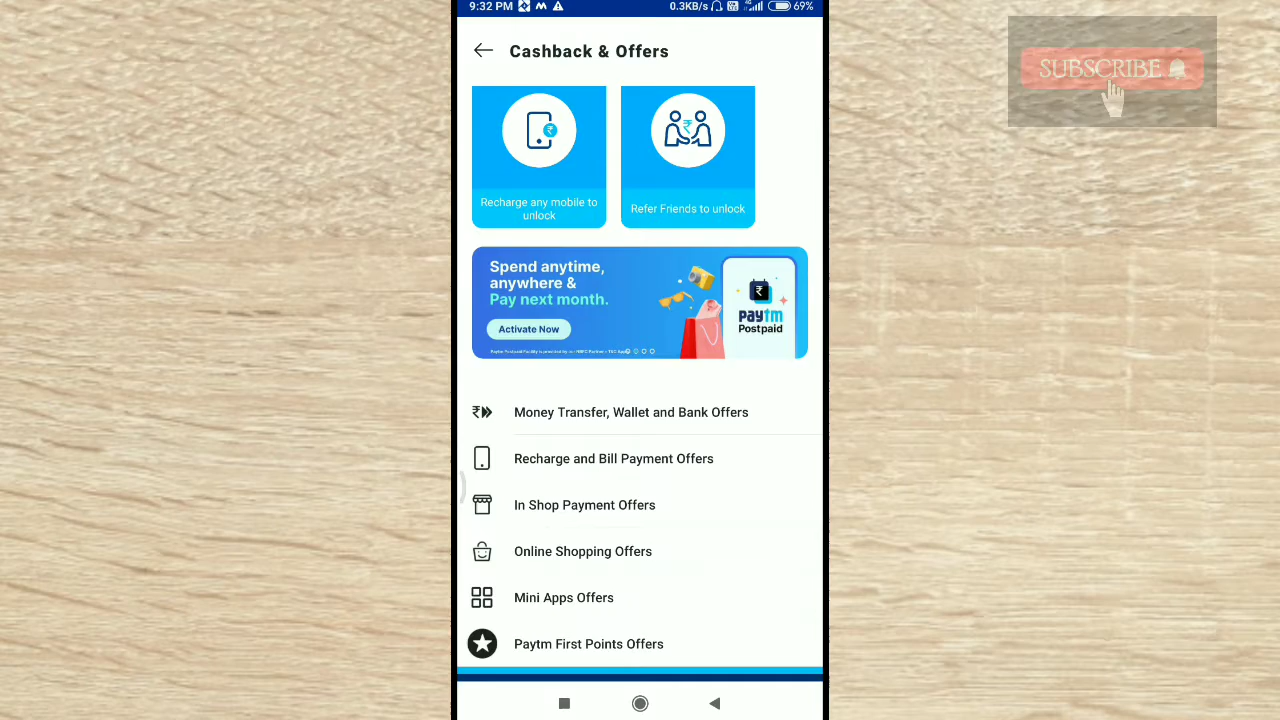 9:32 PM
0.3KB/s
69%
Cashback & Offers
SUBSCRIBE
Recharge any mobile to
unlock
Refer Friends to unlock
Spend anytime,
anywhere &
Pay next month.
Activate Now
₹
paytm
Postpaid
Money Transfer, Wallet and Bank Offers
Recharge and Bill Payment Offers
In Shop Payment Offers
Online Shopping Offers
Mini Apps Offers
Paytm First Points Offers